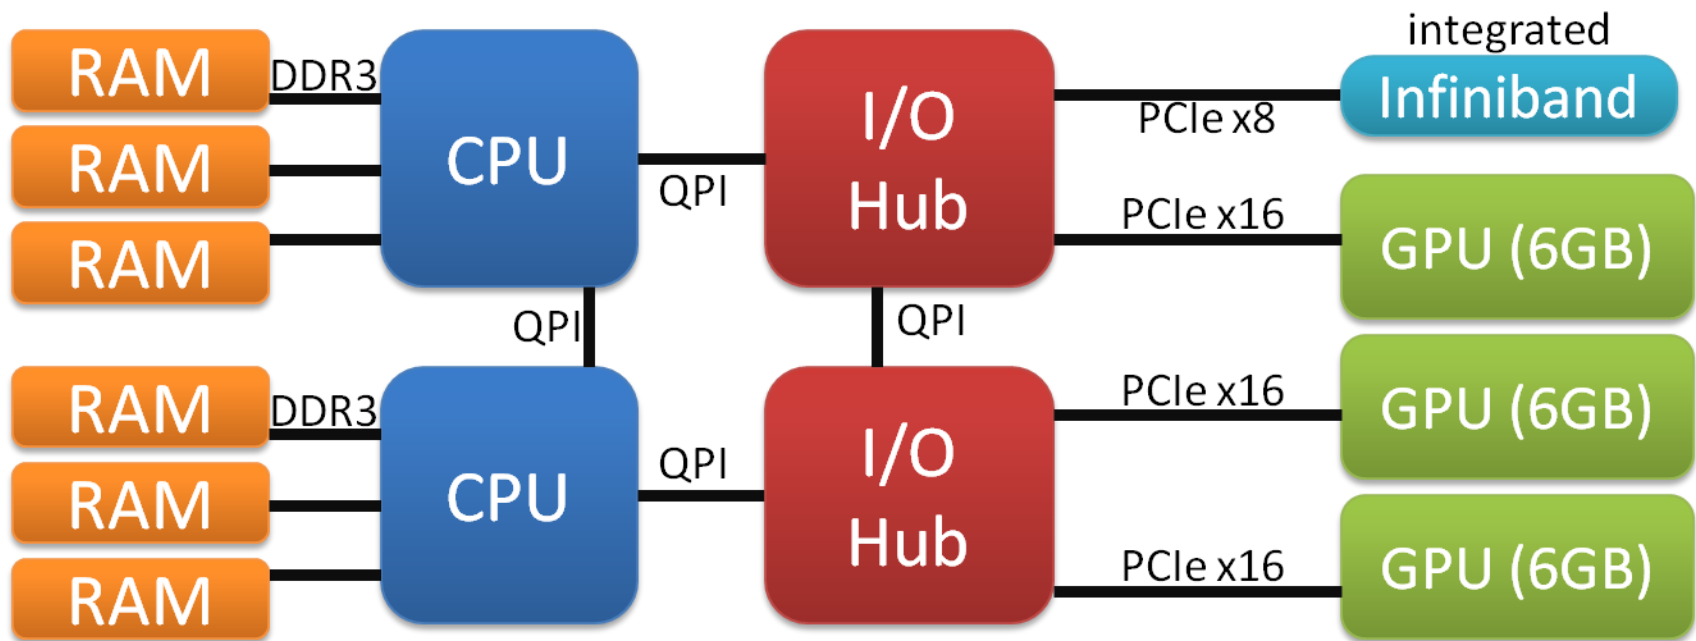 integrated
RAM
DDR3
CPU
I/O
Hub
Infiniband
PCIe x8
RAM
QPI
PCIe x16
GPU (6GB)
RAM
QPI
QPI
RAM
DDR3
CPU
I/O
Hub
PCIe x16
GPU (6GB)
RAM
QPI
RAM
PCIe x16
GPU (6GB)